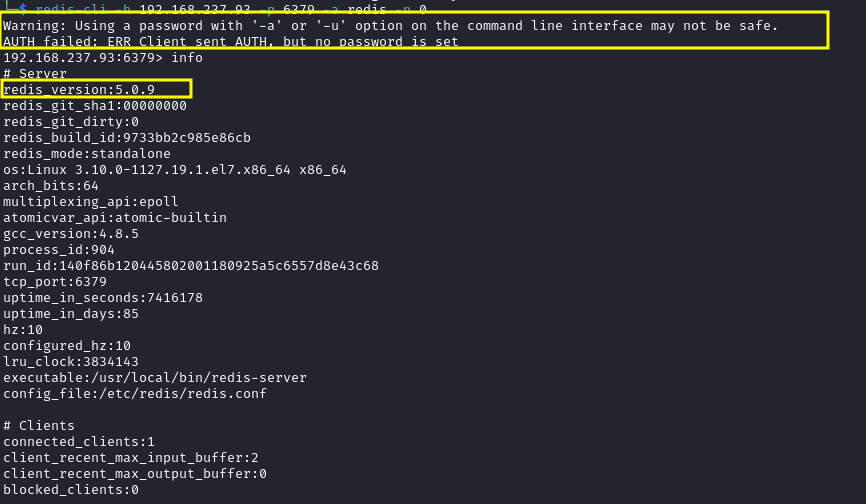 redis-cli -h 192.168.237.93 -p 6379 -a redis -n 0
Warning: Using a password with '-a' or '-u' option on the command line interface may not be safe.
AUTH failed: ERR Client sent AUTH, but no password is set
192.168.237.93:6379> info
# Server
redis_version:5.0.9
redis_git_sha1:00000000
redis_git_dirty:0
redis_build_id:9733bb2c985e86cb
redis_mode:standalone
os:Linux 3.10.0-1127.19.1.el7.x86_64 x86_64
arch_bits:64
multiplexing_api:epoll
atomicvar_api:atomic-builtin
gcc_version:4.8.5
process_id:904
run_id:140f86b120445802001180925a5c6557d8e43c68
tcp_port:6379
uptime_in_seconds:7416178
uptime_in_days:85
hz:10
configured_hz:10
lru_clock:3834143
executable:/usr/local/bin/redis-server
config_file:/etc/redis/redis.conf
# Clients
connected_clients:1
client_recent_max_input_buffer:2
client_recent_max_output_buffer:0
blocked_clients:0